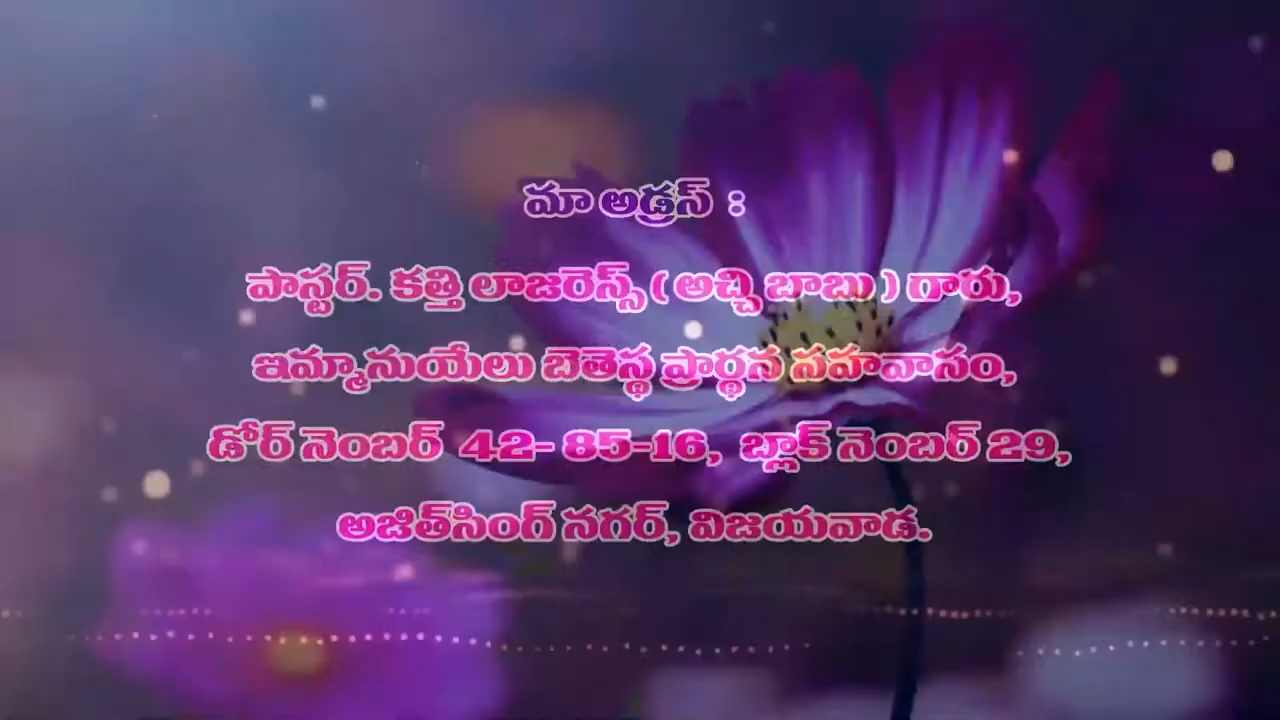 మా అడ్రస్ :
పాస్టర్. కత్తి లాజరెన్స్ ( అచ్చి బాబు ) గారు,
ఇమ్మానుయేలు బెతెస్థ ప్రార్థన సహవాసం,
డోర్ నెంబర్ 42- 85-16, బ్లాక్ నెంబర్ 29,
అజిత్‌సింగ్ నగర్, విజయవాడ.